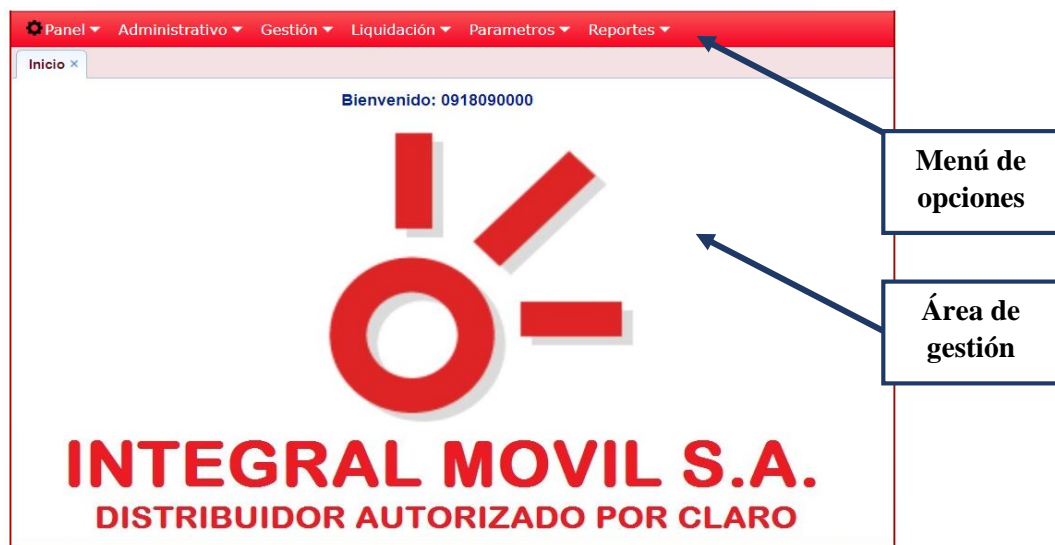 Panel Administrativo Gestión Liquidación Parametros Reportes
Inicio ×
Bienvenido: 0918090000
Menú de
opciones
Área de
gestión
INTEGRAL MOVIL S.A.
DISTRIBUIDOR AUTORIZADO POR CLARO